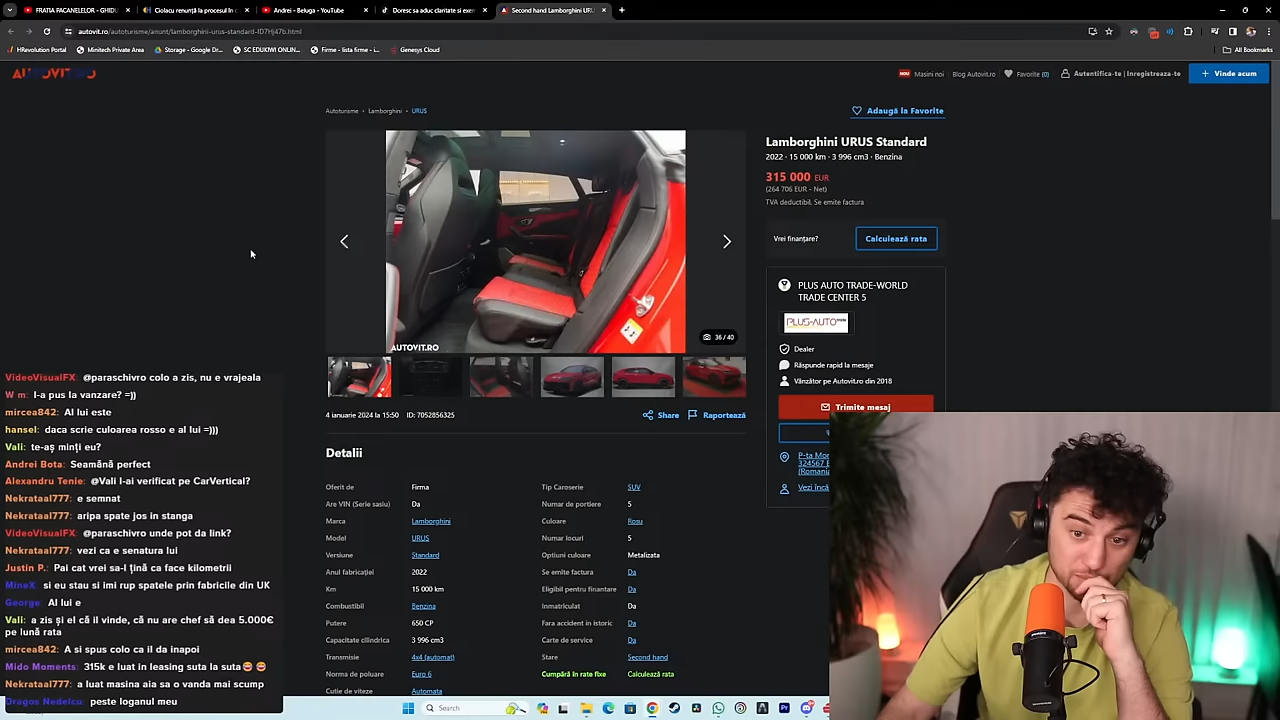 FRATIA PACANELELOR - GHIDU
Ciolacu renunță la procesul în c
Andrei - Beluga - YouTube
Doresc sa aduc claritate si exem
Second hand Lamborghini URU
autovit.ro/autoturisme/anunt/lamborghini-urus-standard-ID7Hj47b.html
HRevolution Portal
Minitech Private Area
Storage - Google Dr...
SC EDUKIWI ONLIN...
Firme - lista firme - i...
Genesys Cloud
All Bookmarks
AUTOVIT.RO
NOU Masini noi
Blog Autovit.ro
Favorite (0)
Autentifica-te | Inregistreaza-te
+ Vinde acum
Autoturisme • Lamborghini • URUS
Adaugă la Favorite
AUTOVIT.RO
36 / 40
4 ianuarie 2024 la 15:50
ID: 7052856325
Share
Raportează
Lamborghini URUS Standard
2022 · 15 000 km · 3 996 cm3 · Benzina
315 000 EUR
(264 706 EUR - Net)
TVA deductibil. Se emite factura
Vrei finanțare?
Calculează rata
PLUS AUTO TRADE-WORLD
TRADE CENTER 5
PLUS-AUTO
Dealer
Răspunde rapid la mesaje
Vânzător pe Autovit.ro din 2018
Trimite mesaj
P-ta Mor
324567 B
(Romania
Vezi încă
Detalii
Oferit de Firma
Are VIN (Serie sasiu) Da
Marca Lamborghini
Model URUS
Versiune Standard
Anul fabricației 2022
Km 15 000 km
Combustibil Benzina
Putere 650 CP
Capacitate cilindrica 3 996 cm3
Transmisie 4x4 (automat)
Norma de poluare Euro 6
Cutie de viteze Automata
Tip Caroserie SUV
Numar de portiere 5
Culoare Rosu
Numar locuri 5
Optiuni culoare Metalizata
Se emite factura Da
Eligibil pentru finantare Da
Inmatriculat Da
Fara accident in istoric Da
Carte de service Da
Stare Second hand
Cumpără în rate fixe Calculează rata
VideoVisualFX: @paraschivro colo a zis, nu e vrajeala
W m: I-a pus la vanzare? =))
mircea842: Al lui este
hansel: daca scrie culoarea rosso e al lui =)))
Vali: te-aș minți eu?
Andrei Bota: Seamănă perfect
Alexandru Tenie: @Vali l-ai verificat pe CarVertical?
Nekrataal777: e semnat
Nekrataal777: aripa spate jos in stanga
VideoVisualFX: @paraschivro unde pot da link?
Nekrataal777: vezi ca e senatura lui
Justin P.: Pai cat vrei sa-l țină ca face kilometrii
MineX: si eu stau si imi rup spatele prin fabricile din UK
George: Al lui e
Vali: a zis și el că îl vinde, că nu are chef să dea 5.000€
pe lună rata
mircea842: A si spus colo ca il da inapoi
Mido Moments: 315k e luat in leasing suta la suta😂 😂
Nekrataal777: a luat masina aia sa o vanda mai scump
Dragos Nedelcu: peste loganul meu
Search